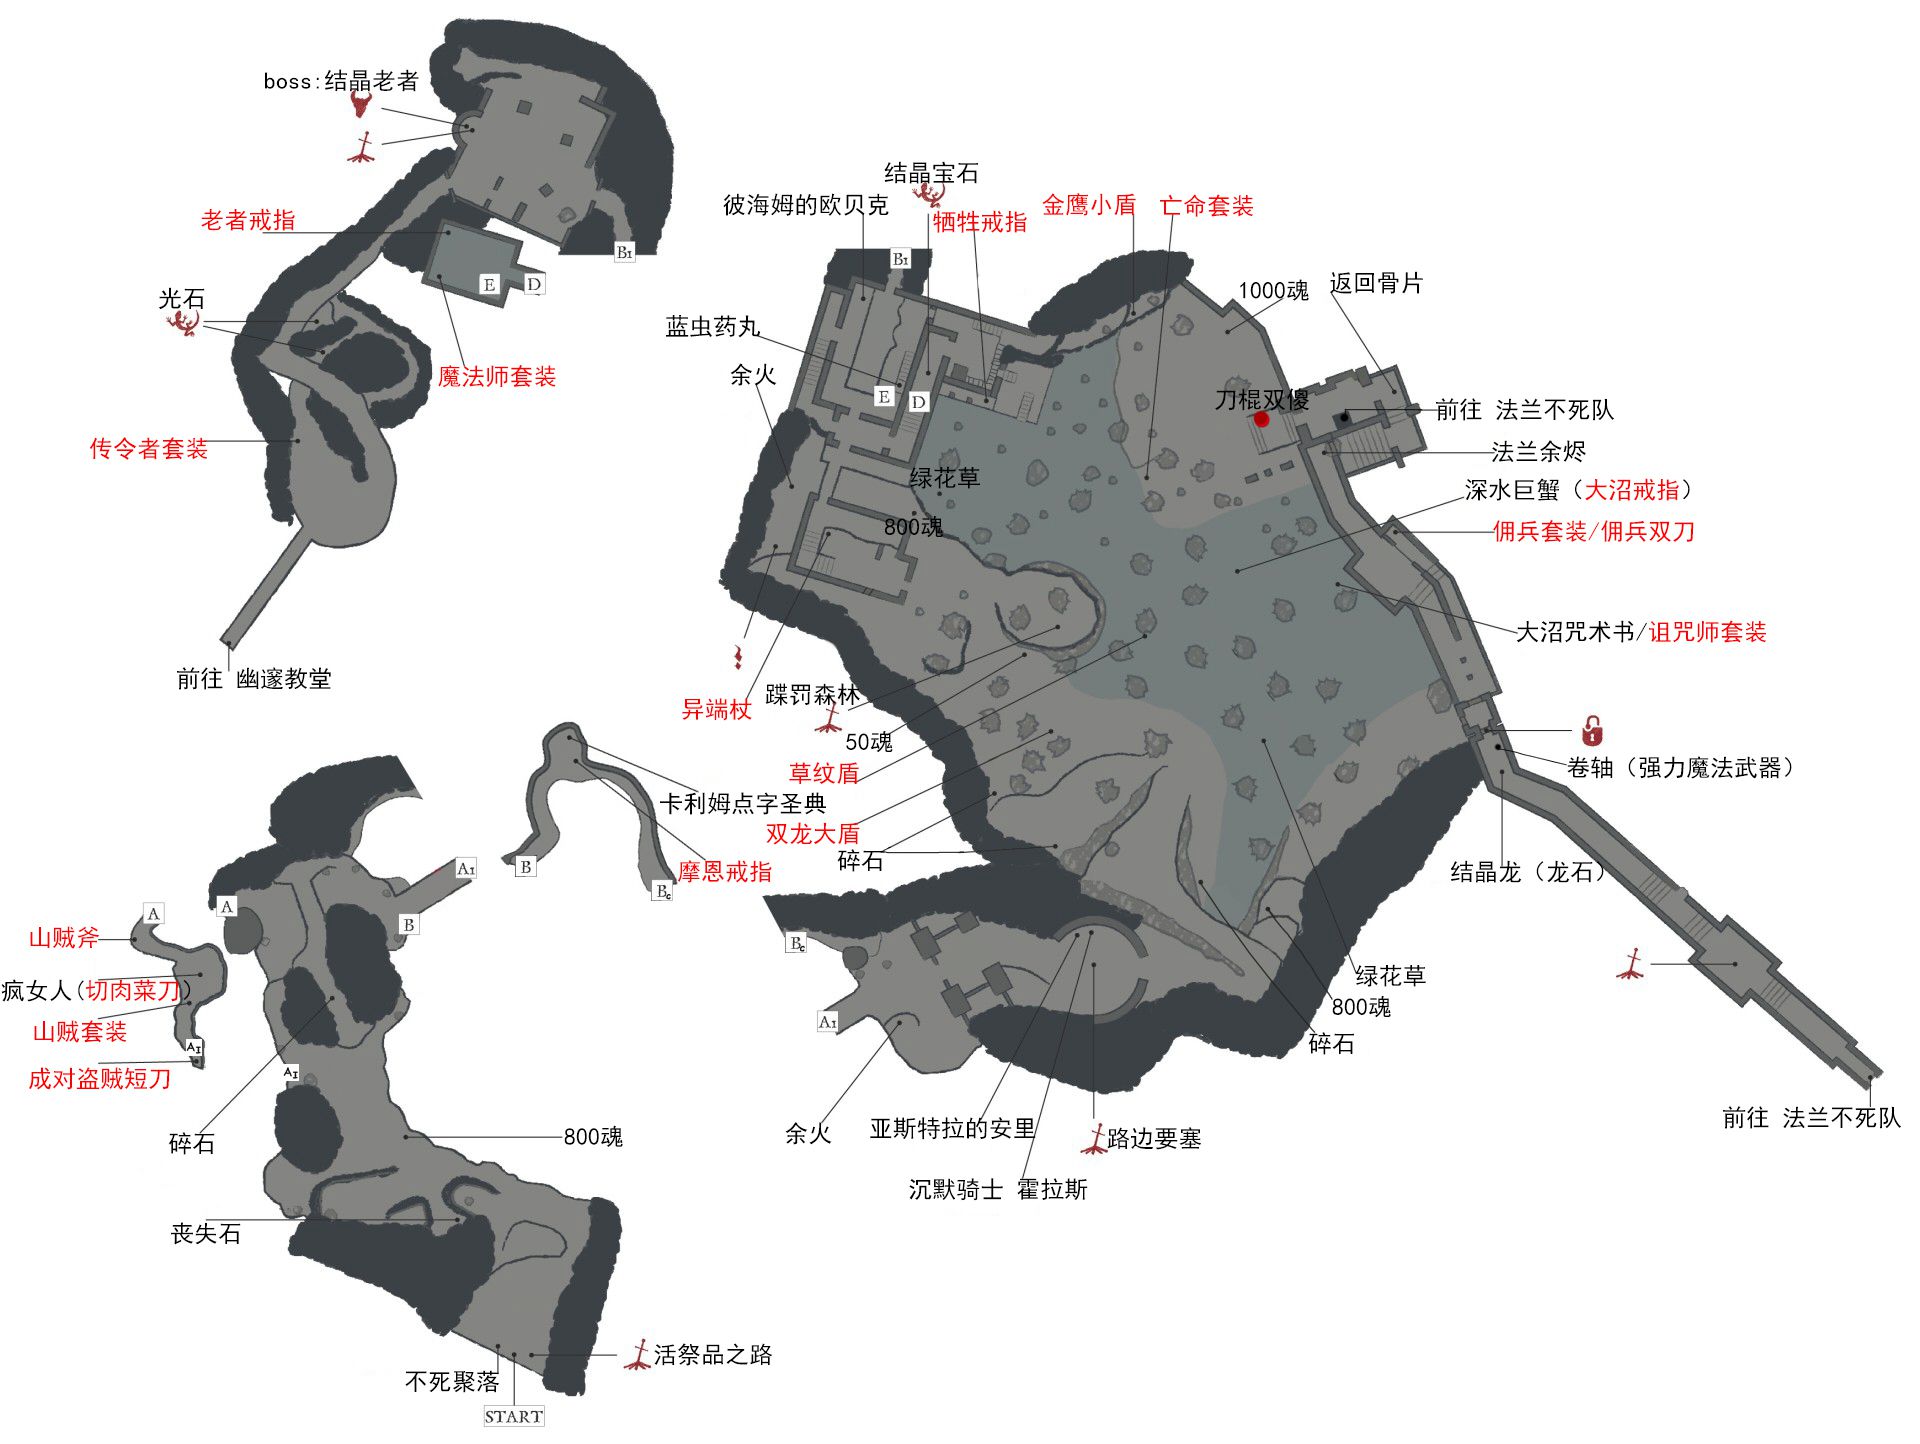 boss:结晶老者
老者戒指
B1
E
D
光石
魔法师套装
传令者套装
前往 幽邃教堂
结晶宝石
彼海姆的欧贝克
牺牲戒指
金鹰小盾
亡命套装
B1
1000魂
返回骨片
蓝虫药丸
余火
E
D
刀棍双傻
前往 法兰不死队
法兰余烬
绿花草
深水巨蟹（大沼戒指）
800魂
佣兵套装/佣兵双刀
大沼咒术书/诅咒师套装
异端杖
蹀罚森林
50魂
草纹盾
双龙大盾
碎石
卷轴（强力魔法武器）
结晶龙（龙石）
卡利姆点字圣典
摩恩戒指
B
Bc
A1
A
B
A
山贼斧
疯女人(切肉菜刀)
山贼套装
A1
成对盗贼短刀
A1
碎石
800魂
丧失石
Bc
A1
余火
亚斯特拉的安里
路边要塞
沉默骑士 霍拉斯
绿花草
800魂
碎石
前往 法兰不死队
活祭品之路
不死聚落
START